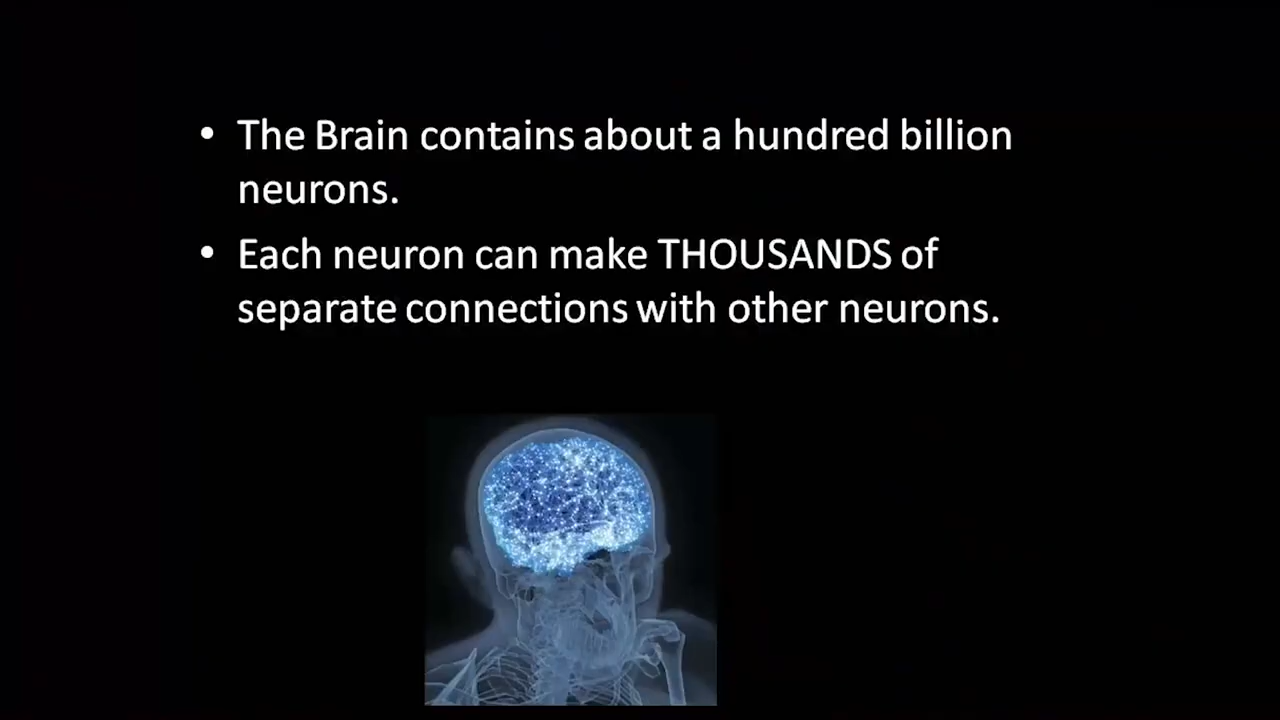 • The Brain contains about a hundred billion
neurons.
• Each neuron can make THOUSANDS of
separate connections with other neurons.